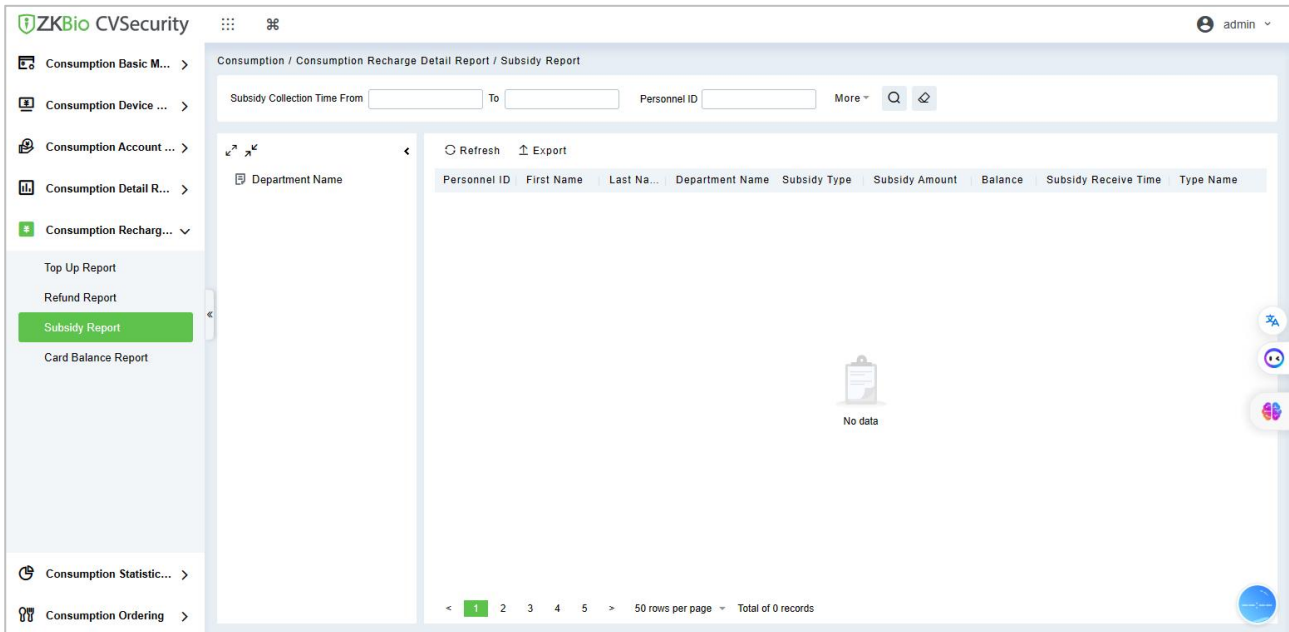 ZKBio CVSecurity
admin
Consumption Basic M...
Consumption Device ...
Consumption Account ...
Consumption Detail R...
Consumption Recharg...
Top Up Report
Refund Report
Subsidy Report
Card Balance Report
Consumption Statistic...
Consumption Ordering
Consumption / Consumption Recharge Detail Report / Subsidy Report
Subsidy Collection Time From To Personnel ID More
Refresh Export
Department Name
Personnel ID First Name Last Na... Department Name Subsidy Type Subsidy Amount Balance Subsidy Receive Time Type Name
No data
< 1 2 3 4 5 > 50 rows per page Total of 0 records